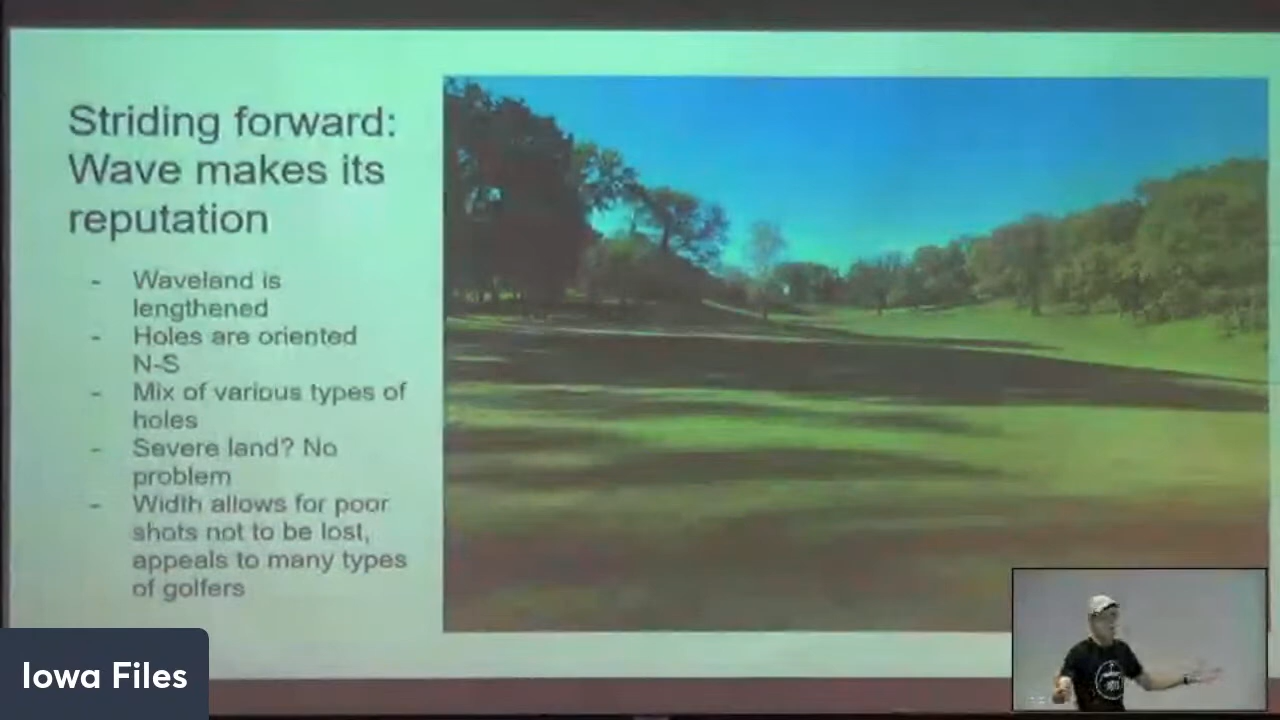 Striding forward:
Wave makes its
reputation
- Waveland is
lengthened
- Holes are oriented
N-S
- Mix of various types of
holes
- Severe land? No
problem
- Width allows for poor
shots not to be lost,
appeals to many types
of golfers
Iowa Files